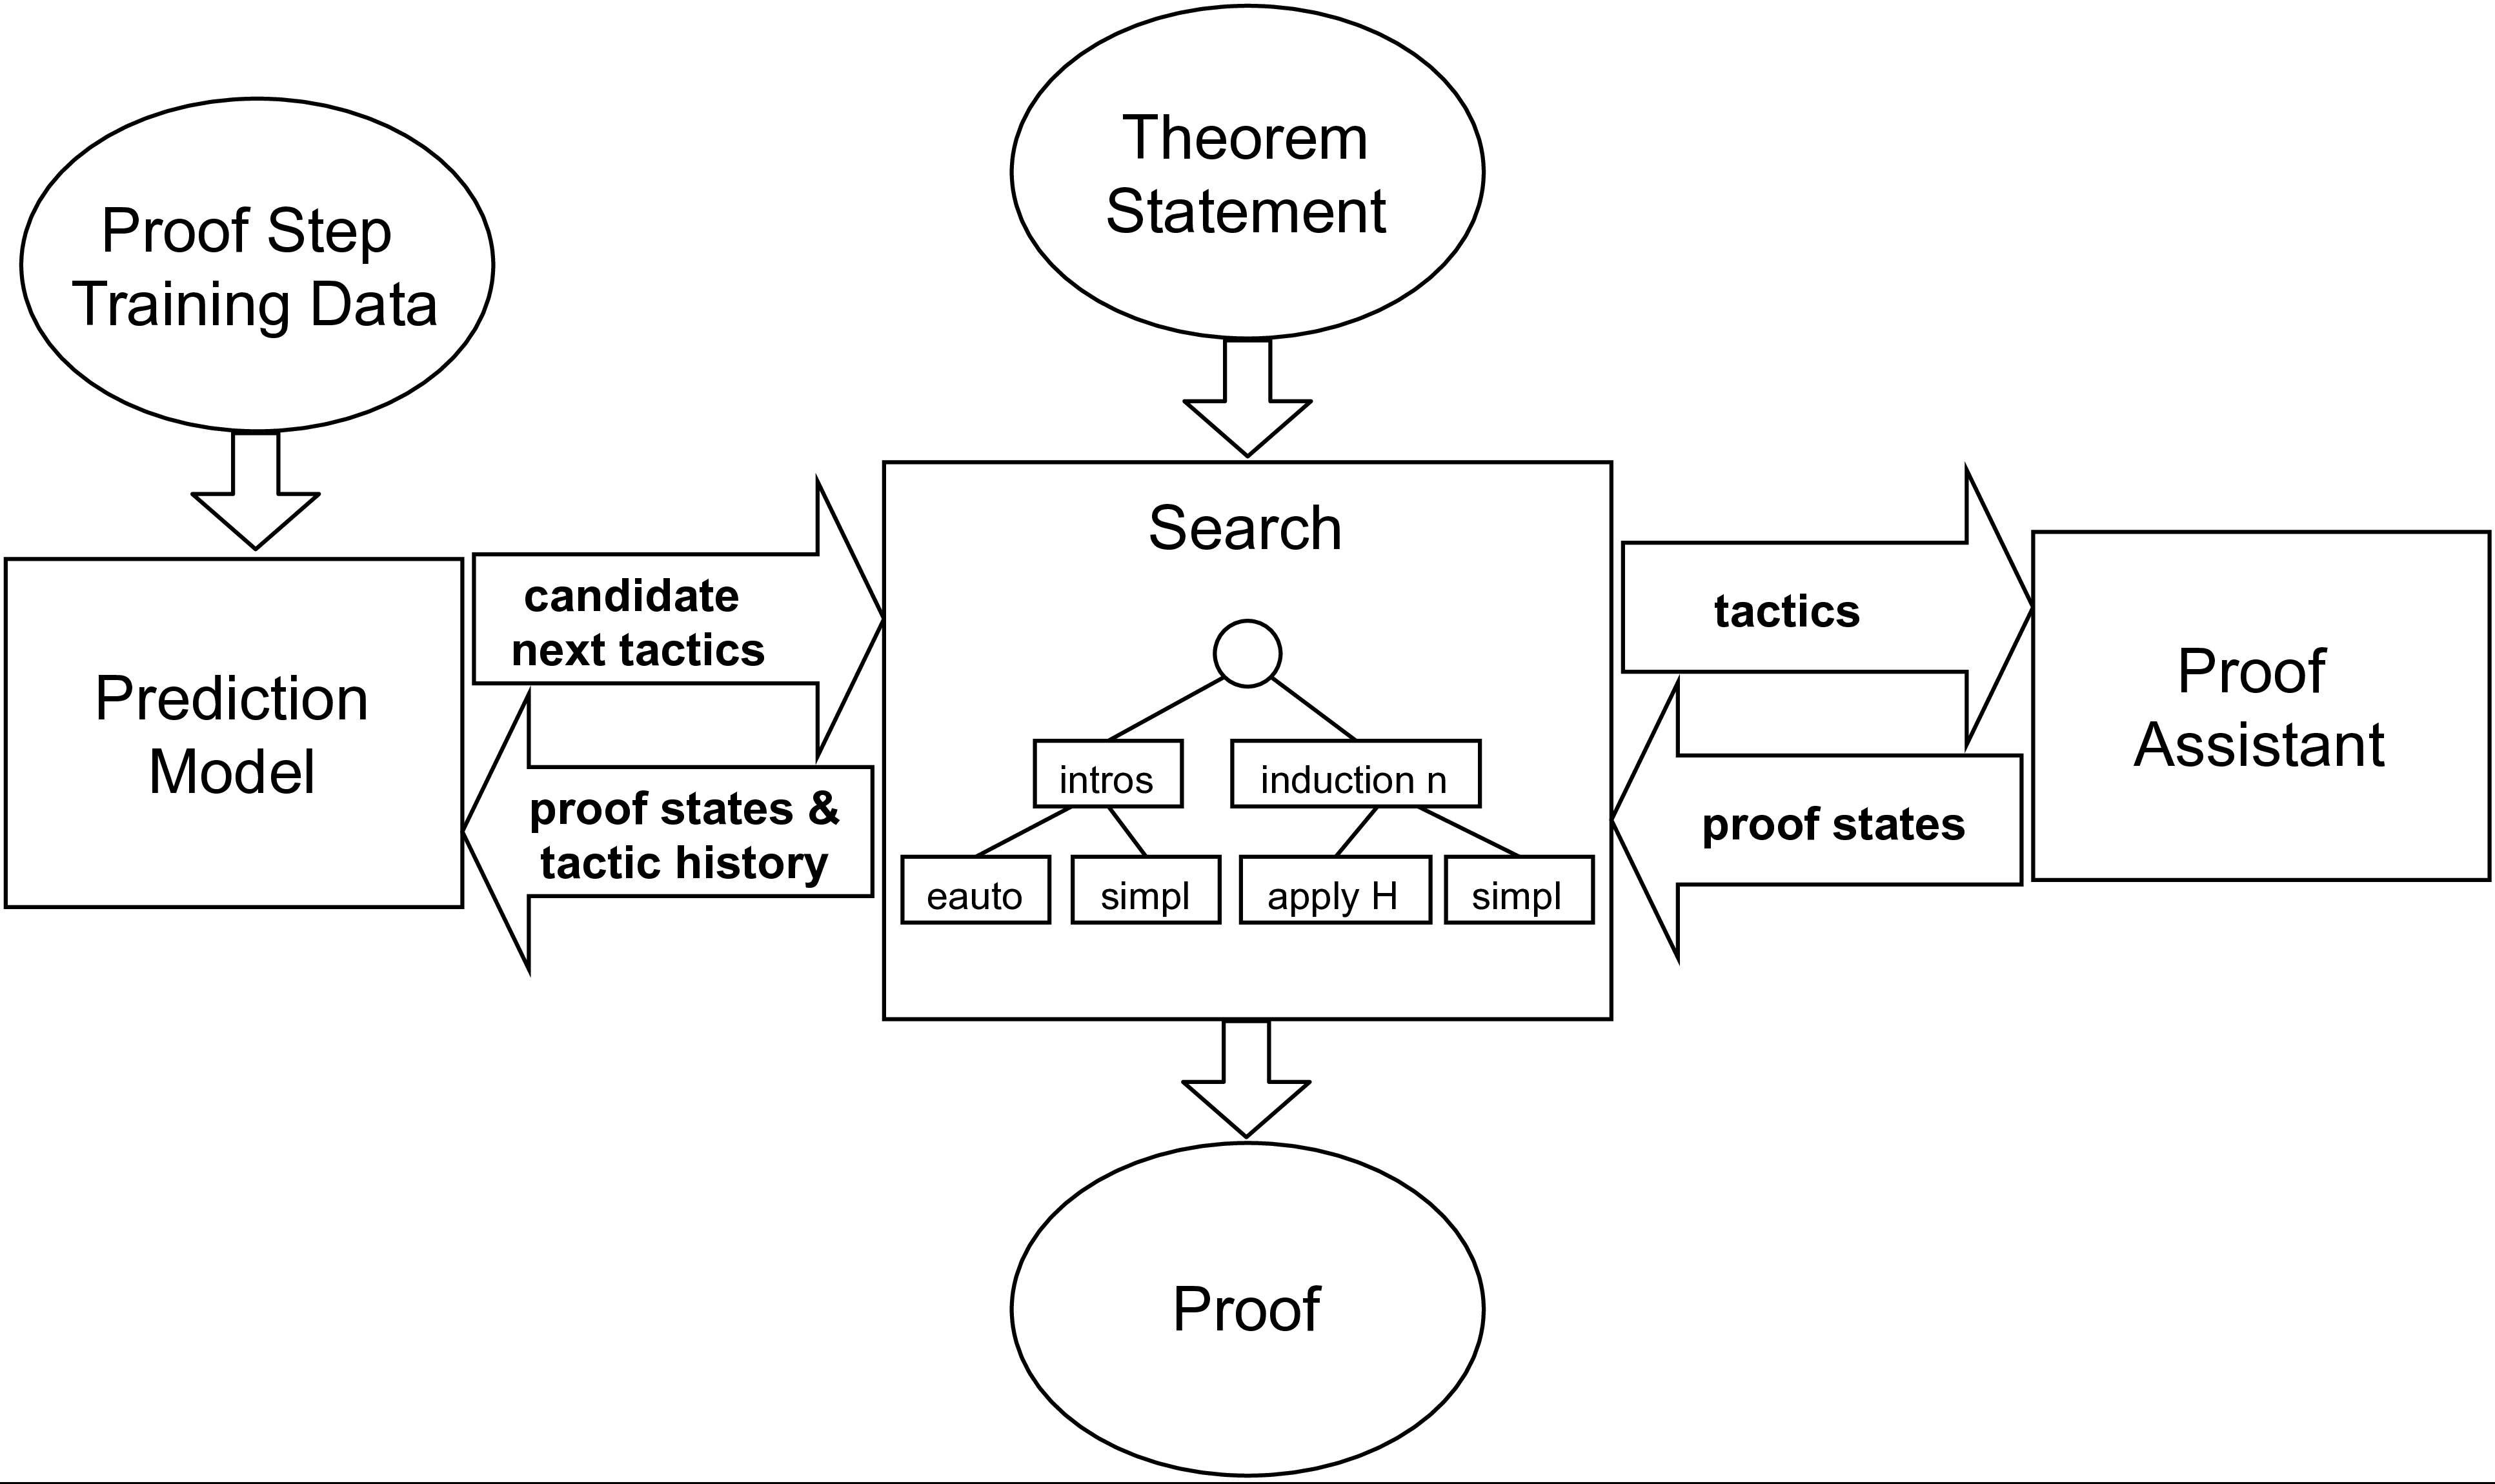 Theorem
Statement
Proof Step
Training Data
Search
candidate
next tactics
tactics
Prediction
Model
Proof
Assistant
intros
induction n
proof states &
tactic history
proof states
eauto
simpl
apply H
simpl
Proof